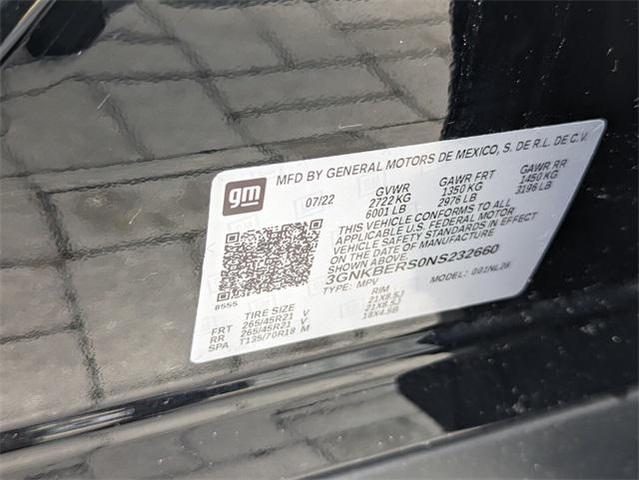 gm MFD BY GENERAL MOTORS DE MEXICO, S. DE R.L. DE C.V.
07/22 GVWR GAWR FRT GAWR RR
2722 KG 1350 KG 1450 KG
6001 LB 2976 LB 3196 LB
THIS VEHICLE CONFORMS TO ALL
APPLICABLE U.S. FEDERAL MOTOR
VEHICLE SAFETY STANDARDS IN EFFECT
ON THE DATE OF MANUFACTURE
SHOWN ABOVE.
3GNKBERS0NS232660
TYPE: MPV MODEL:
8555
TIRE SIZE RIM
FRT 265/45R21 V 21X8.5J
RR 265/45R21 V 21X8.5J
SPA T135/70R18 M 18X4.5B